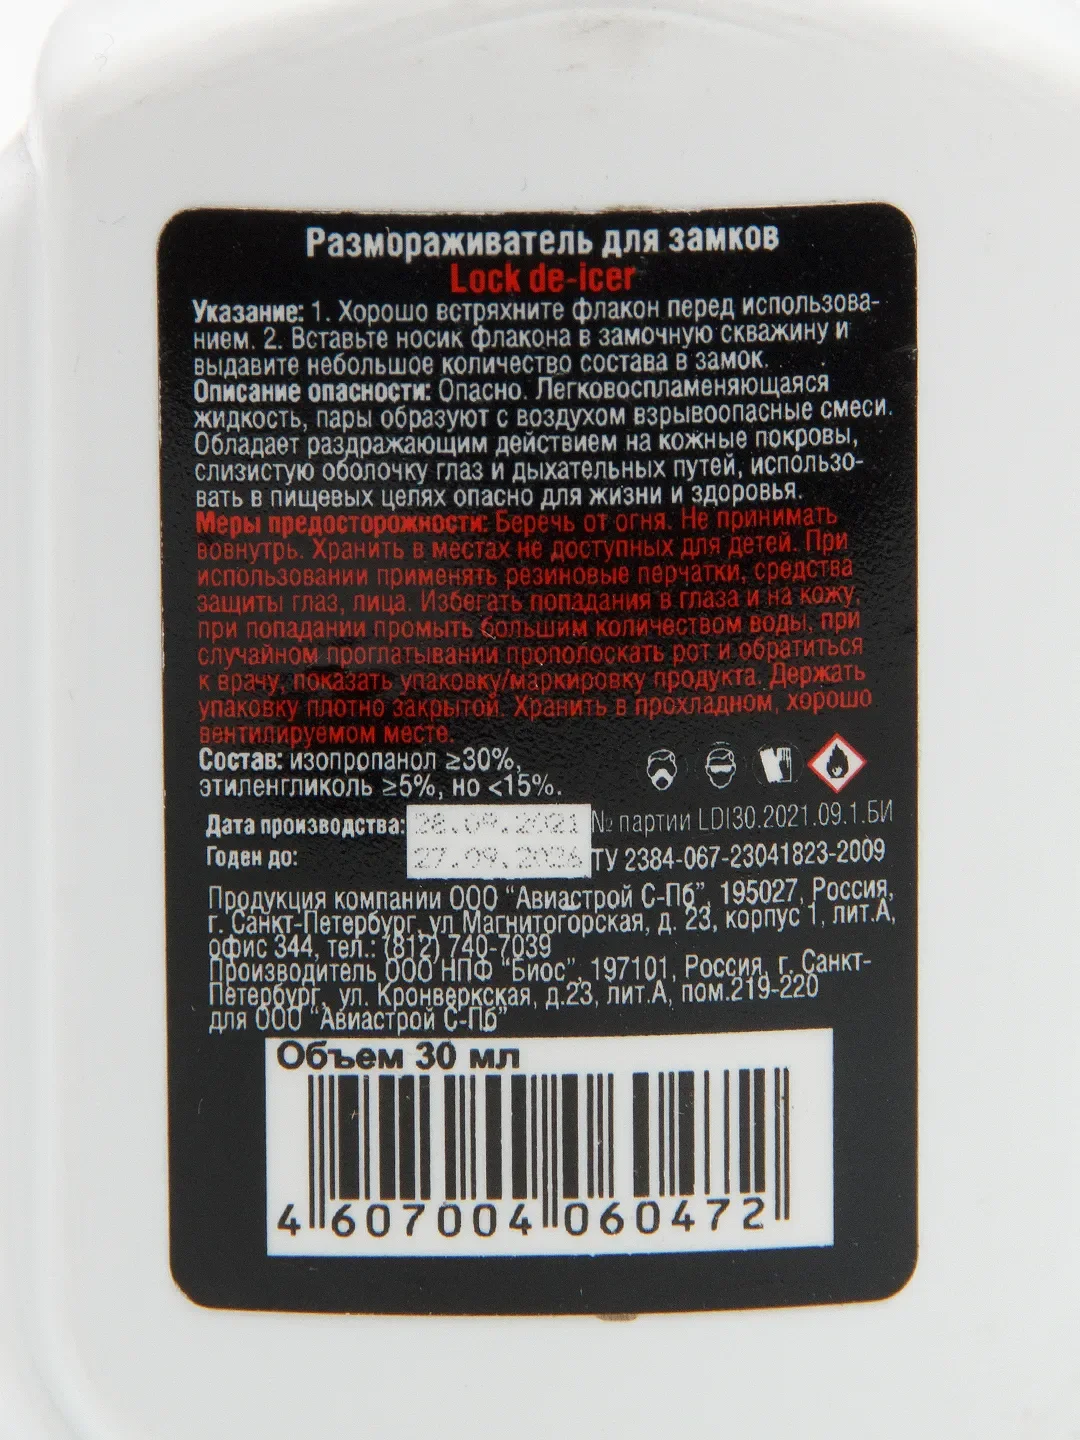 Размораживатель для замков
Lock de-icer
Указание: 1. Хорошо встряхните флакон перед использова-
нием. 2. Вставьте носик флакона в замочную скважину и
выдавите небольшое количество состава в замок.
Описание опасности: Опасно. Легковоспламеняющаяся
жидкость, пары образуют с воздухом взрывоопасные смеси.
Обладает раздражающим действием на кожные покровы,
слизистую оболочку глаз и дыхательных путей, использо-
вать в пищевых целях опасно для жизни и здоровья.
Меры предосторожности: Беречь от огня. Не принимать
вовнутрь. Хранить в местах не доступных для детей. При
использовании применять резиновые перчатки, средства
защиты глаз, лица. Избегать попадания в глаза и на кожу,
при попадании промыть большим количеством воды, при
случайном проглатывании прополоскать рот и обратиться
к врачу, показать упаковку/маркировку продукта. Держать
упаковку плотно закрытой. Хранить в прохладном, хорошо
вентилируемом месте.
Состав: изопропанол ≥30%,
этиленгликоль ≥5%, но <15%.
Дата производства: 28.09.2021 № партии LDI30.2021.09.1.БИ
Годен до: 27.09.2026 ТУ 2384-067-23041823-2009
Продукция компании ООО “Авиастрой С-Пб”, 195027, Россия,
г. Санкт-Петербург, ул Магнитогорская, д. 23, корпус 1, лит.А,
офис 344, тел.: (812) 740-7039
Производитель ООО НПФ “Биос”, 197101, Россия, г. Санкт-
Петербург, ул. Кронверкская, д.23, лит.А, пом.219-220
для ООО “Авиастрой С-Пб”
Объем 30 мл
4 607004 060472